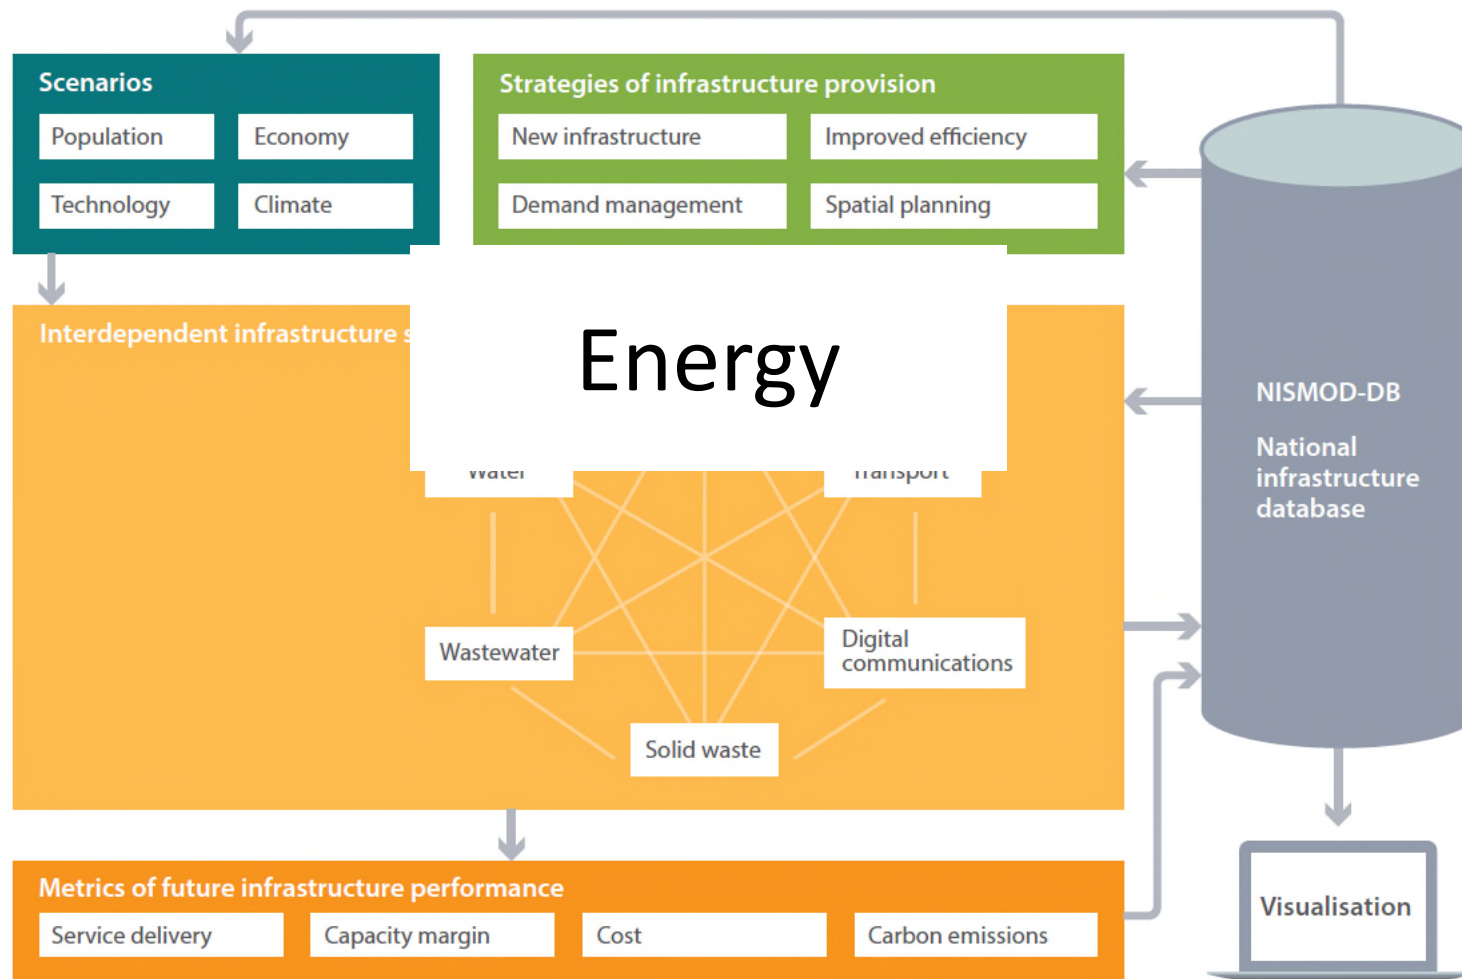 Scenarios
Population
Economy
Technology
Climate
Strategies of infrastructure provision
New infrastructure
Improved efficiency
Demand management
Spatial planning
Interdependent infrastructure
Energy
Water
Transport
Wastewater
Digital
communications
Solid waste
NISMOD-DB
National
infrastructure
database
Metrics of future infrastructure performance
Service delivery
Capacity margin
Cost
Carbon emissions
Visualisation